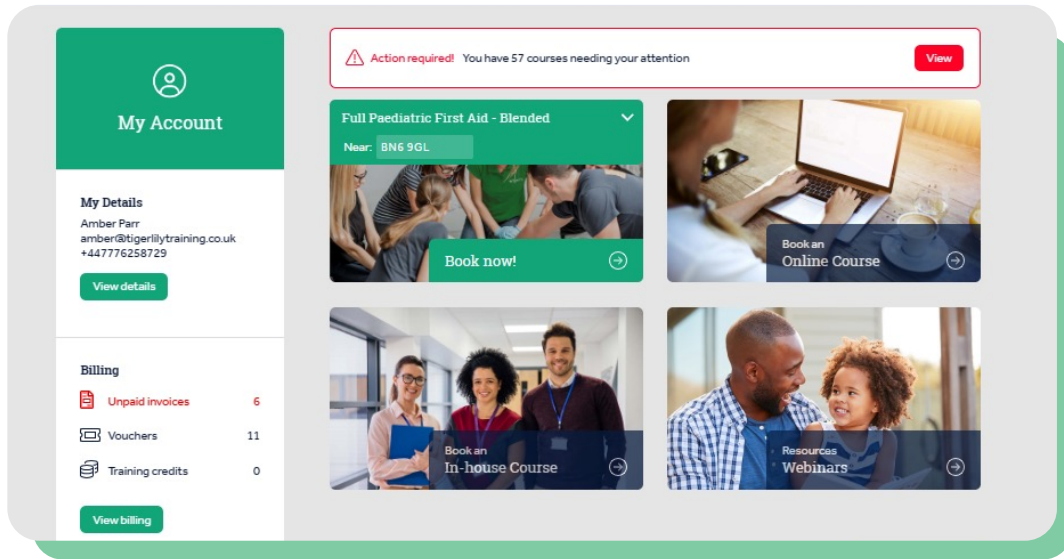 My Account
My Details
Amber Parr
amber@tigerlilytraining.co.uk
+447776258729
View details
Billing
Unpaid invoices 6
Vouchers 11
Training credits 0
View billing
Action required! You have 57 courses needing your attention
View
Full Paediatric First Aid - Blended
Near: BN6 9GL
Book now!
Book an
Online Course
Book an
In-house Course
Resources
Webinars